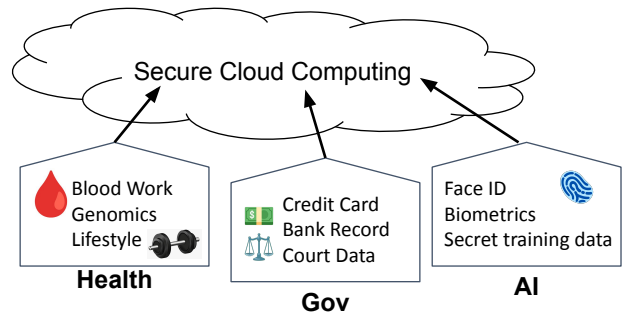 Secure Cloud Computing
Blood Work
Genomics
Lifestyle
Health
$
Credit Card
Bank Record
Court Data
Gov
Face ID
Biometrics
Secret training data
AI